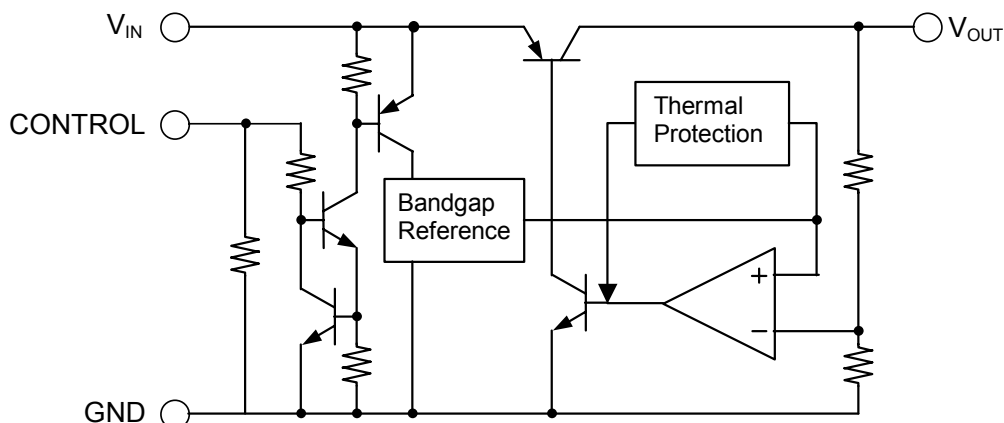 V_IN
V_OUT
CONTROL
Thermal
Protection
Bandgap
Reference
+
−
GND